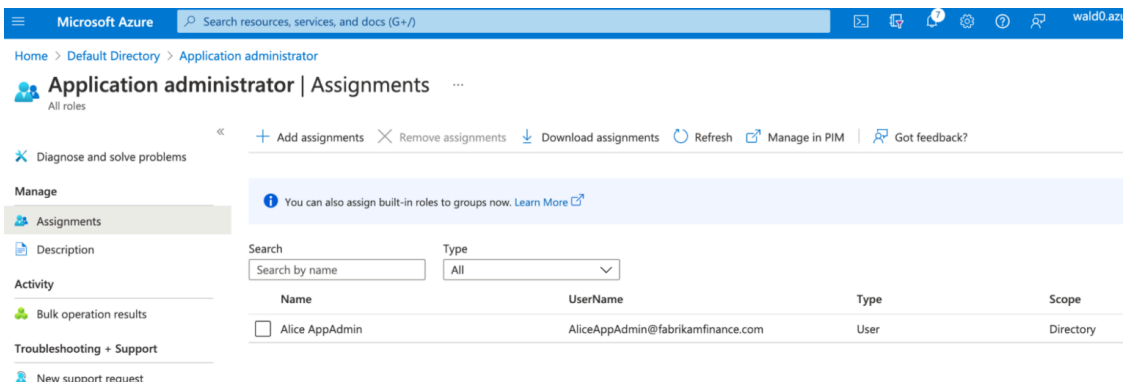 Microsoft Azure
Search resources, services, and docs (G+/)
7
wald0.azu
Home > Default Directory > Application administrator
Application administrator | Assignments ...
All roles
«
Add assignments Remove assignments Download assignments Refresh Manage in PIM Got feedback?
Diagnose and solve problems
Manage
You can also assign built-in roles to groups now. Learn More
Assignments
Description
Search Type
Search by name All
Activity
Name UserName Type Scope
Bulk operation results
Alice AppAdmin AliceAppAdmin@fabrikamfinance.com User Directory
Troubleshooting + Support
New support request